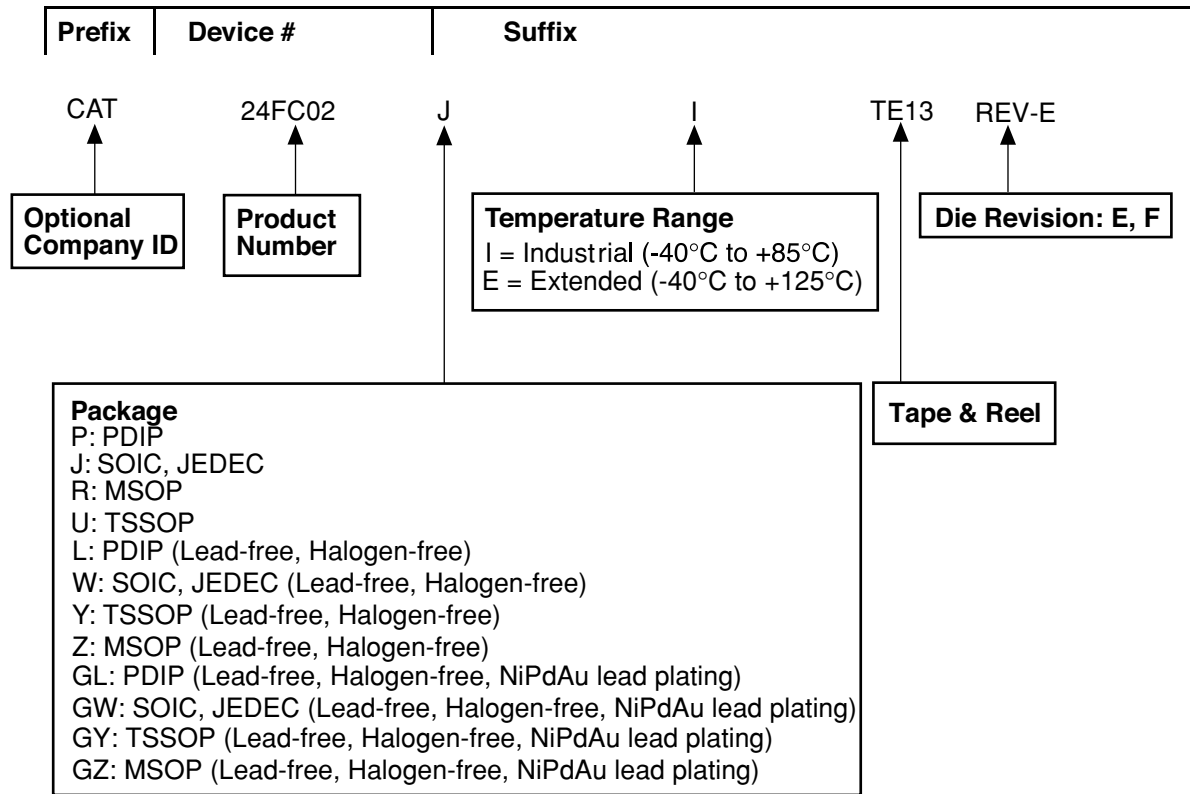 Prefix Device # Suffix
CAT 24FC02 J I TE13 REV-E
Optional
Company ID
Product
Number
Temperature Range
I = Industrial (-40°C to +85°C)
E = Extended (-40°C to +125°C)
Die Revision: E, F
Package
P: PDIP
J: SOIC, JEDEC
R: MSOP
U: TSSOP
L: PDIP (Lead-free, Halogen-free)
W: SOIC, JEDEC (Lead-free, Halogen-free)
Y: TSSOP (Lead-free, Halogen-free)
Z: MSOP (Lead-free, Halogen-free)
GL: PDIP (Lead-free, Halogen-free, NiPdAu lead plating)
GW: SOIC, JEDEC (Lead-free, Halogen-free, NiPdAu lead plating)
GY: TSSOP (Lead-free, Halogen-free, NiPdAu lead plating)
GZ: MSOP (Lead-free, Halogen-free, NiPdAu lead plating)
Tape & Reel